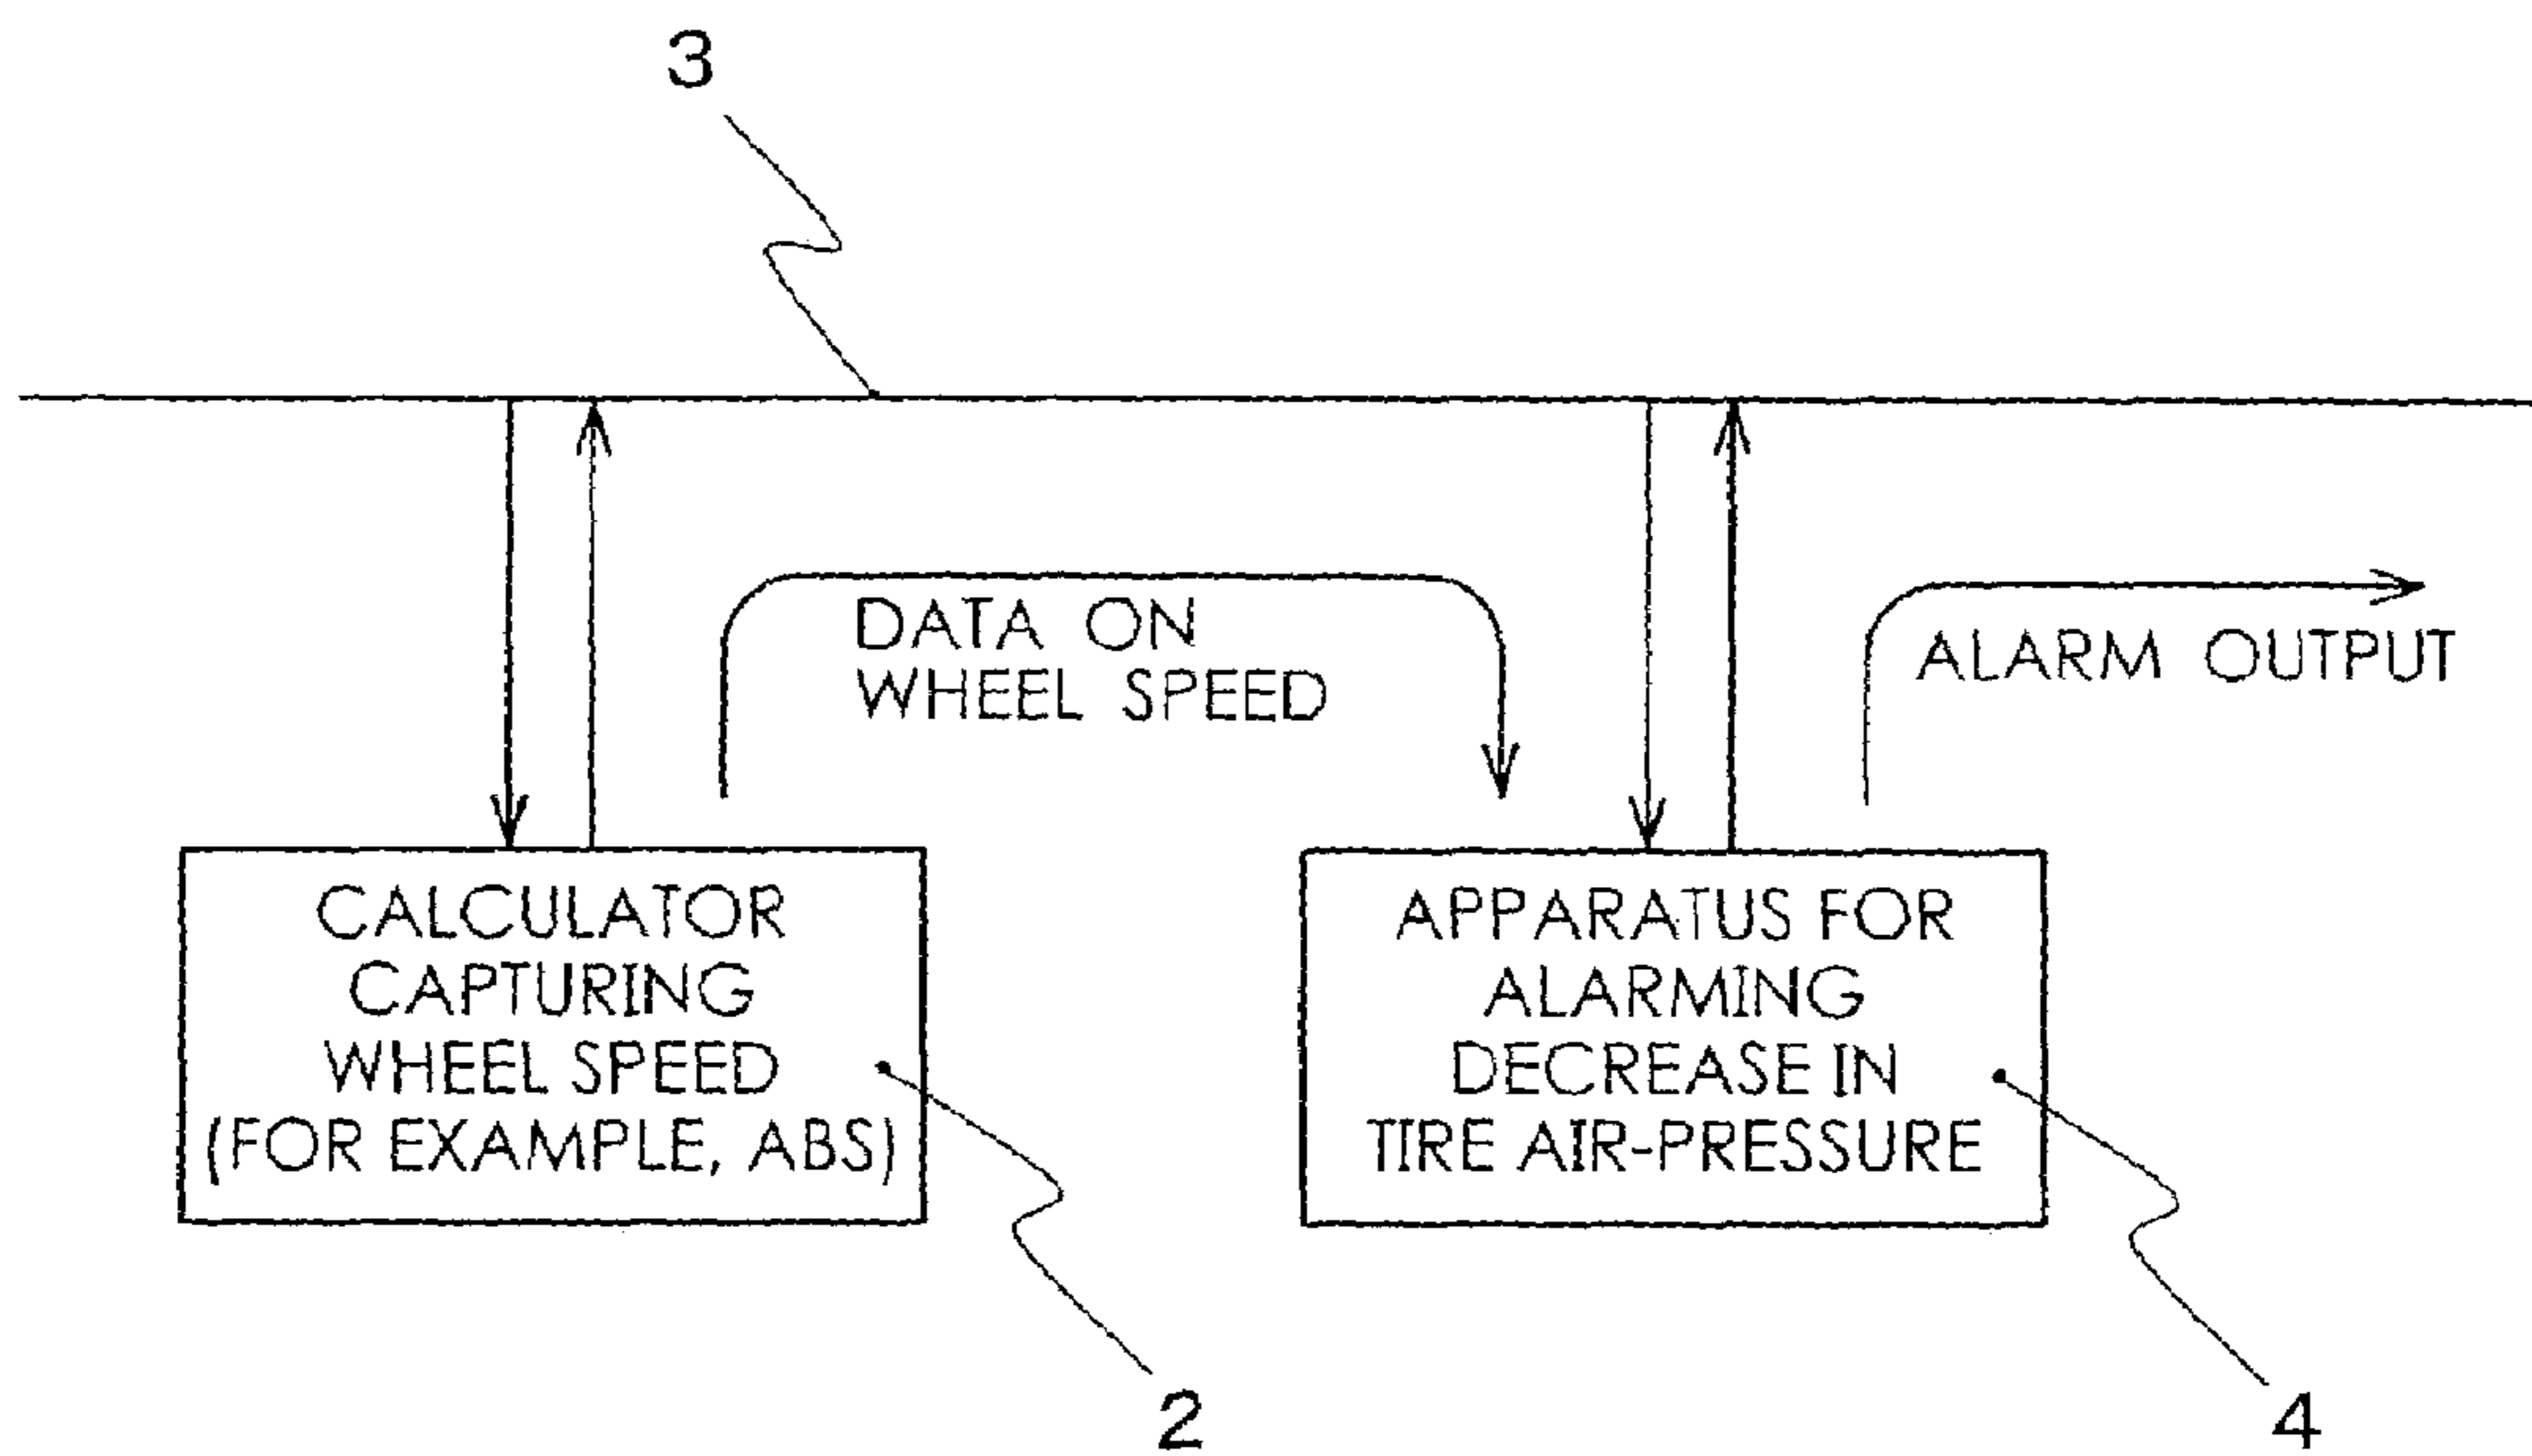 3
DATA ON
WHEEL SPEED
ALARM OUTPUT
CALCULATOR
CAPTURING
WHEEL SPEED
(FOR EXAMPLE, ABS)
APPARATUS FOR
ALARMING
DECREASE IN
TIRE AIR-PRESSURE
2
4